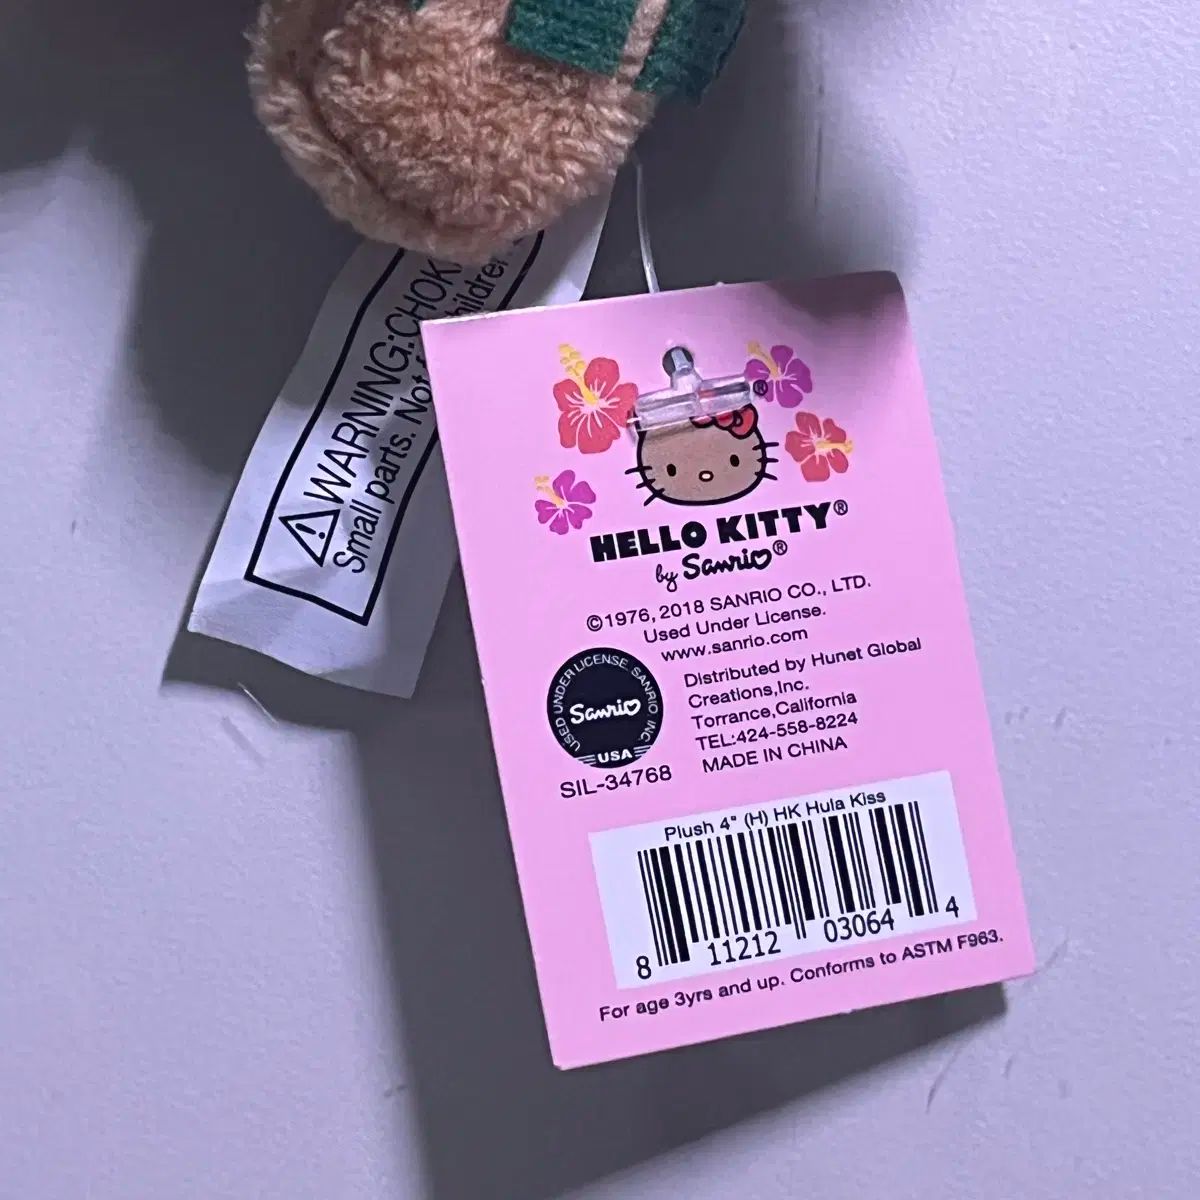 WARNING:CHOK
Small parts. Not
hildre
®
HELLO KITTY®
by Sanrio®
©1976, 2018 SANRIO CO., LTD.
Used Under License.
www.sanrio.com
USED UNDER LICENSE. SANRIO INC.
Sanrio
USA
SIL-34768
Distributed by Hunet Global
Creations,Inc.
Torrance,California
TEL:424-558-8224
MADE IN CHINA
Plush 4" (H) HK Hula Kiss
8 11212 03064 4
For age 3yrs and up. Conforms to ASTM F963.